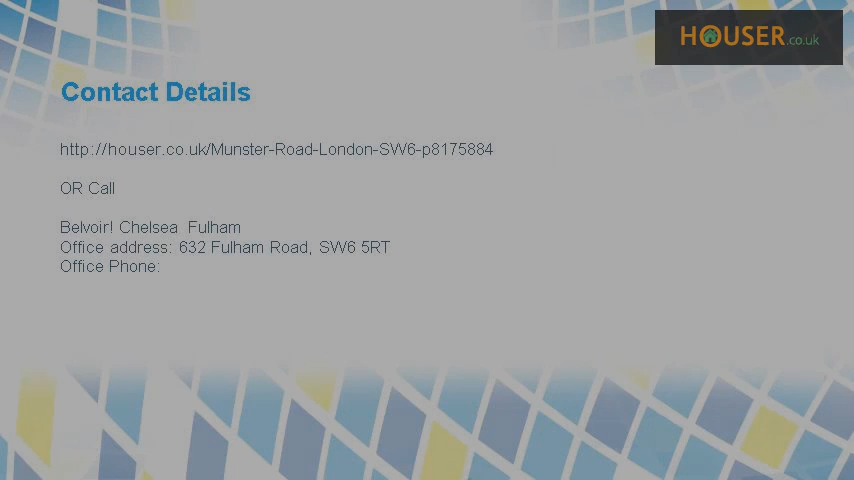 HOUSER.co.uk
Contact Details
http://houser.co.uk/Munster-Road-London-SW6-p8175884
OR Call
Belvoir! Chelsea Fulham
Office address: 632 Fulham Road, SW6 5RT
Office Phone: